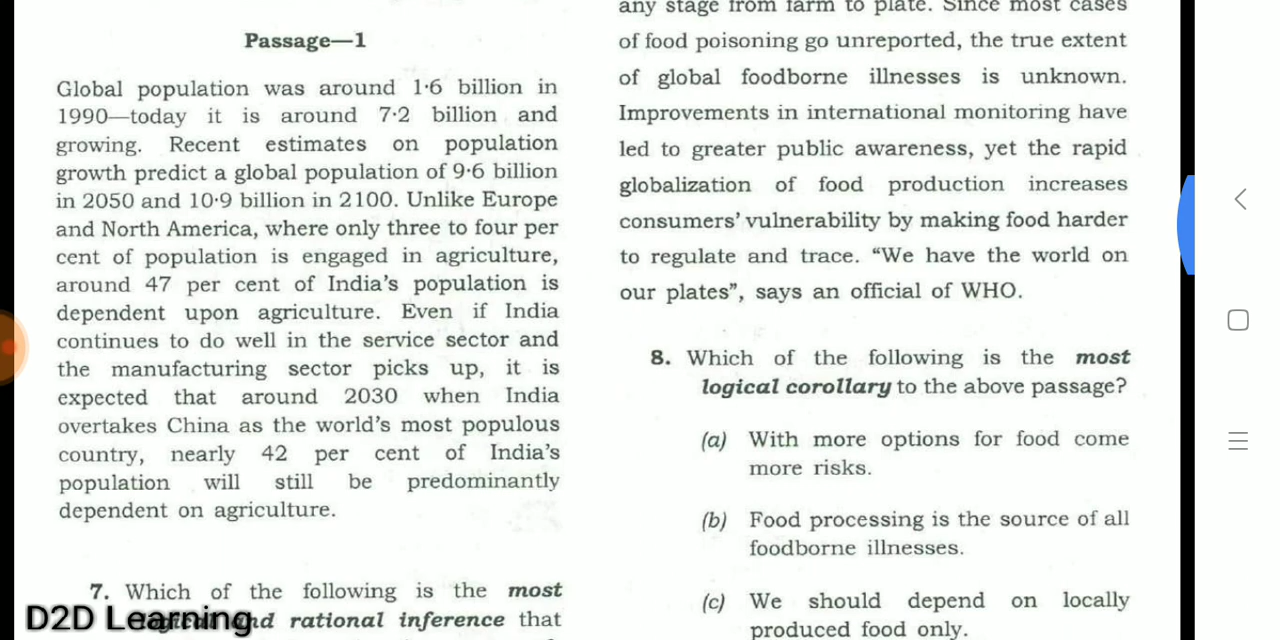 Passage—1
Global population was around 1·6 billion in
1990—today it is around 7·2 billion and
growing. Recent estimates on population
growth predict a global population of 9·6 billion
in 2050 and 10·9 billion in 2100. Unlike Europe
and North America, where only three to four per
cent of population is engaged in agriculture,
around 47 per cent of India's population is
dependent upon agriculture. Even if India
continues to do well in the service sector and
the manufacturing sector picks up, it is
expected that around 2030 when India
overtakes China as the world's most populous
country, nearly 42 per cent of India's
population will still be predominantly
dependent on agriculture.
7. Which of the following is the most
and rational inference that
any stage from farm to plate. Since most cases
of food poisoning go unreported, the true extent
of global foodborne illnesses is unknown.
Improvements in international monitoring have
led to greater public awareness, yet the rapid
globalization of food production increases
consumers' vulnerability by making food harder
to regulate and trace. “We have the world on
our plates”, says an official of WHO.
8. Which of the following is the most
logical corollary to the above passage?
(a) With more options for food come
more risks.
(b) Food processing is the source of all
foodborne illnesses.
(c) We should depend on locally
produced food only.
D2D Learning